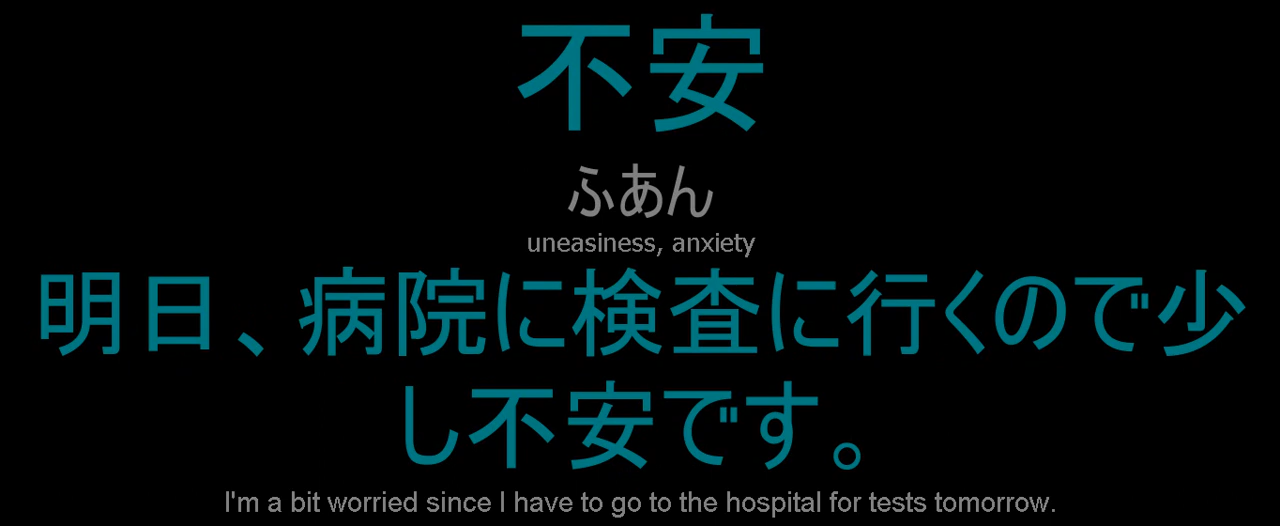 不安
ふあん
uneasiness, anxiety
明日、病院に検査に行くので少
し不安です。
I'm a bit worried since I have to go to the hospital for tests tomorrow.